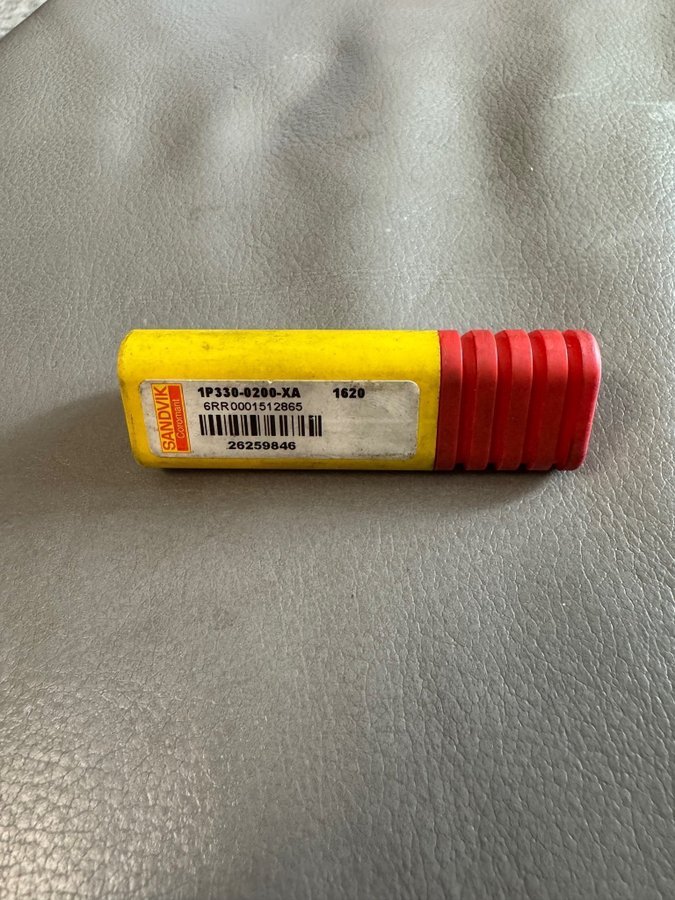 SANDVIK
Coromant
1P330-0200-XA 1620
6RR0001512865
26259846